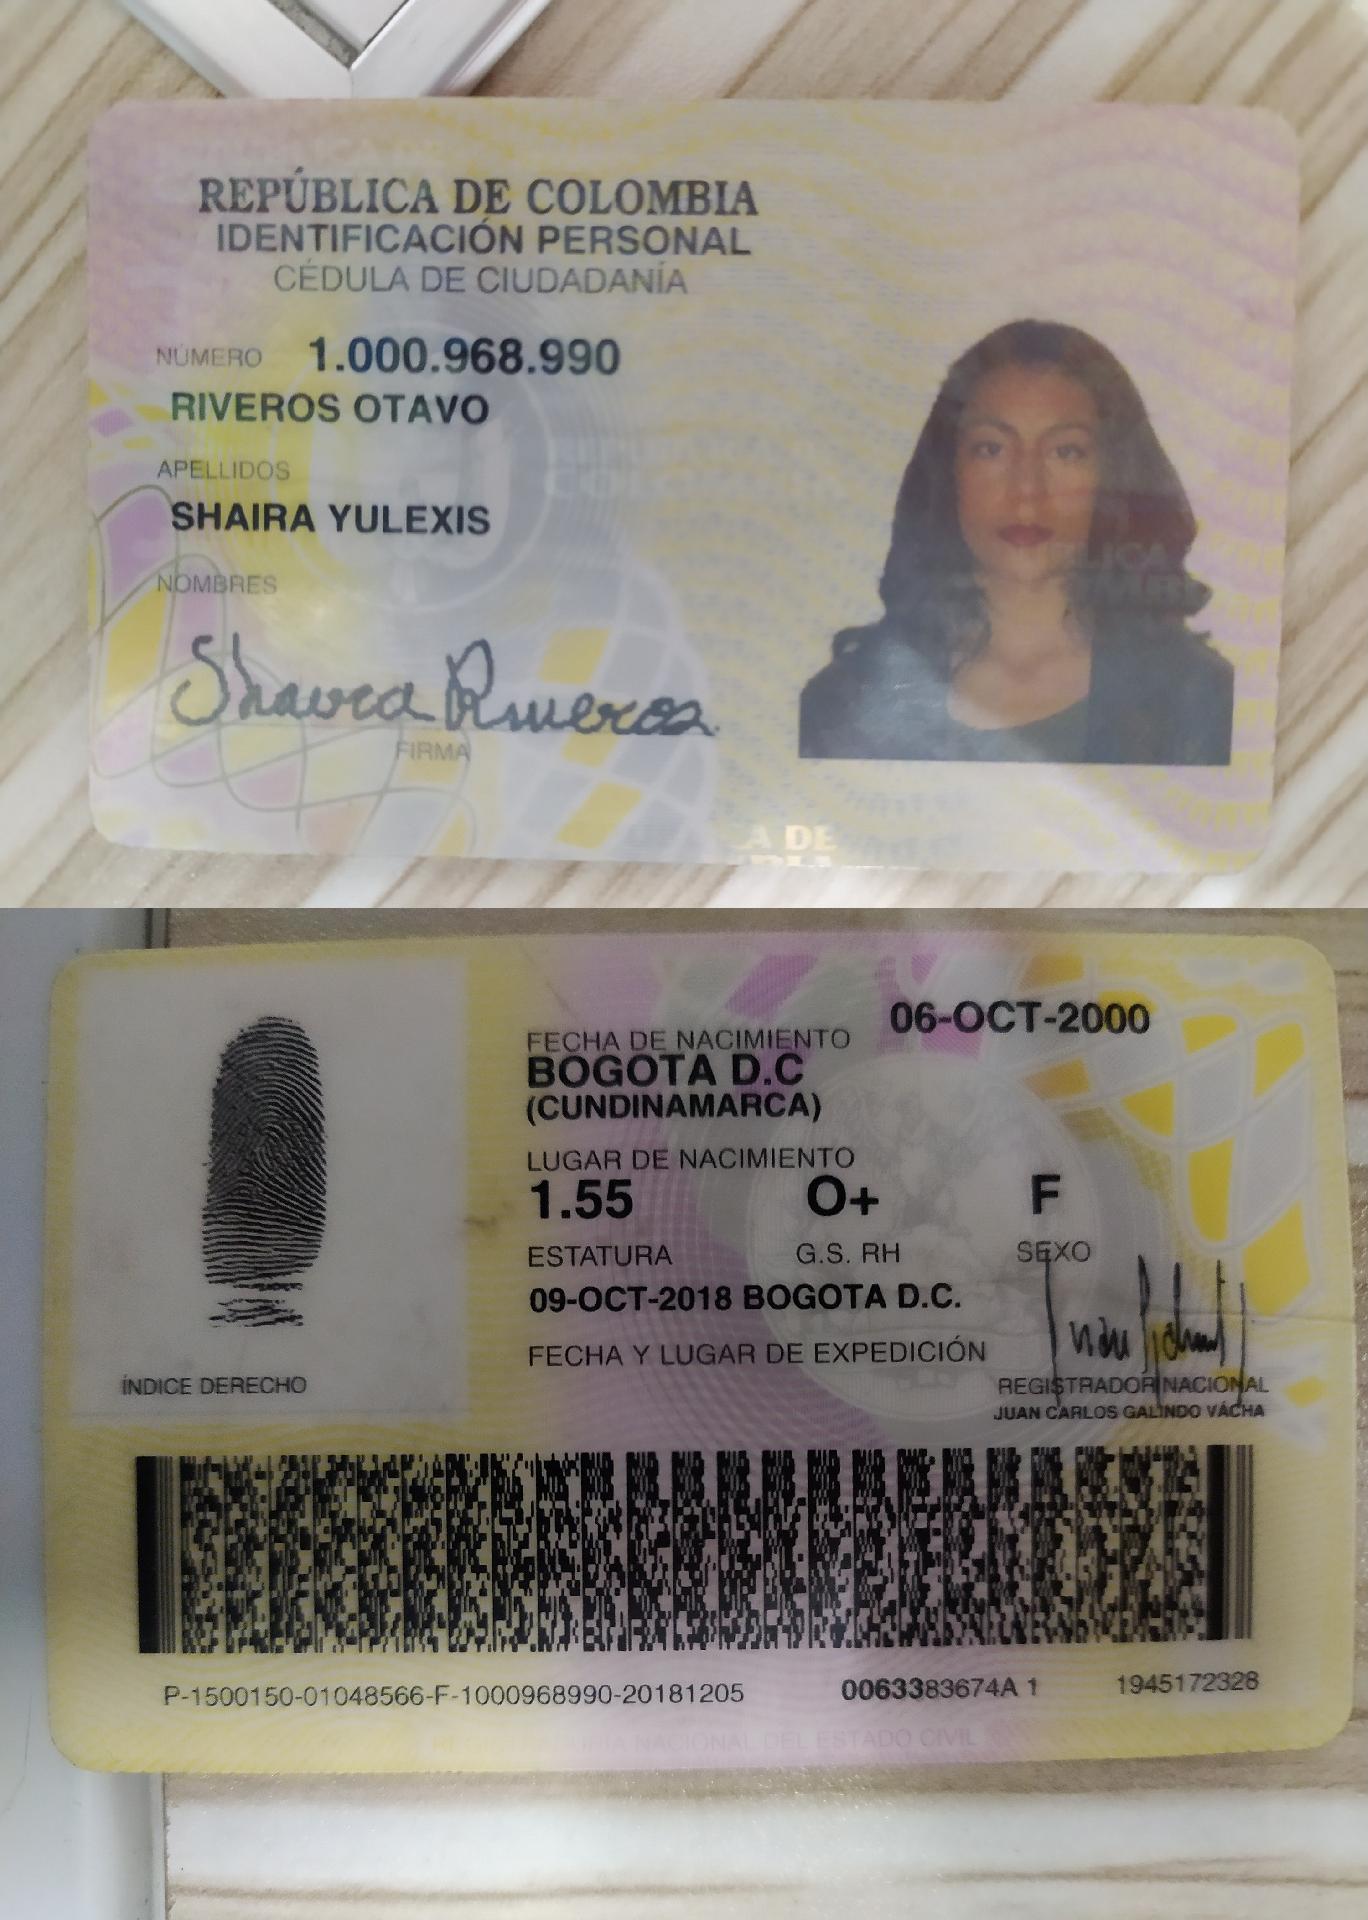 REPÚBLICA DE COLOMBIA
IDENTIFICACIÓN PERSONAL
CÉDULA DE CIUDADANÍA
NÚMERO 1.000.968.990
RIVEROS OTAVO
APELLIDOS
SHAIRA YULEXIS
NOMBRES
Shaira Riveros
FIRMA
A DE
06-OCT-2000
FECHA DE NACIMIENTO
BOGOTA D.C
(CUNDINAMARCA)
LUGAR DE NACIMIENTO
1.55 O+ F
ESTATURA G.S. RH SEXO
09-OCT-2018 BOGOTA D.C.
FECHA Y LUGAR DE EXPEDICIÓN
ÍNDICE DERECHO
REGISTRADOR NACIONAL
JUAN CARLOS GALINDO VÁCHA
P-1500150-01048566-F-1000968990-20181205 0063383674A 1 1945172328
NACIONAL DEL ESTADO CIVIL